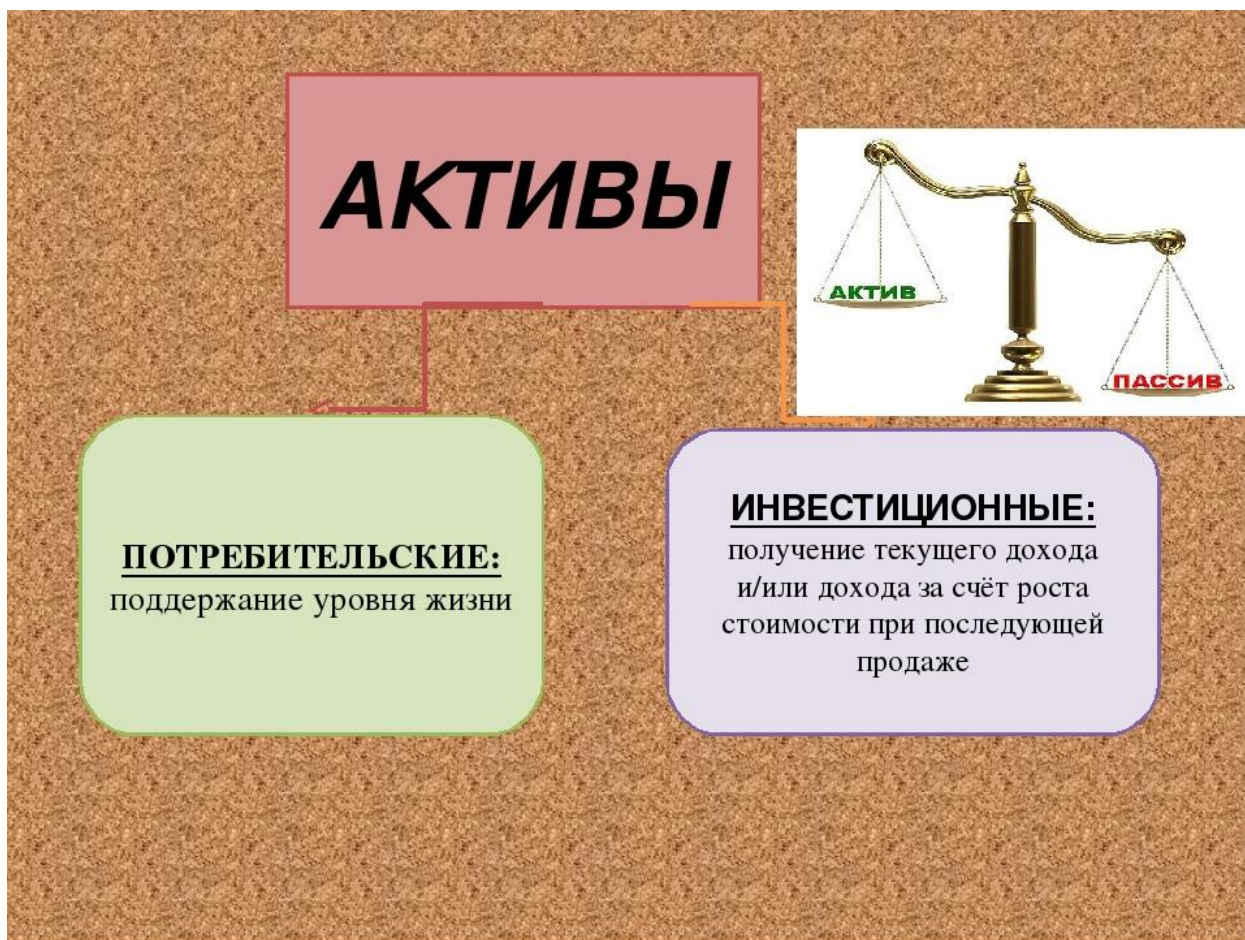 АКТИВЫ
АКТИВ
ПАССИВ
ПОТРЕБИТЕЛЬСКИЕ:
поддержание уровня жизни
ИНВЕСТИЦИОННЫЕ:
получение текущего дохода
и/или дохода за счёт роста
стоимости при последующей
продаже